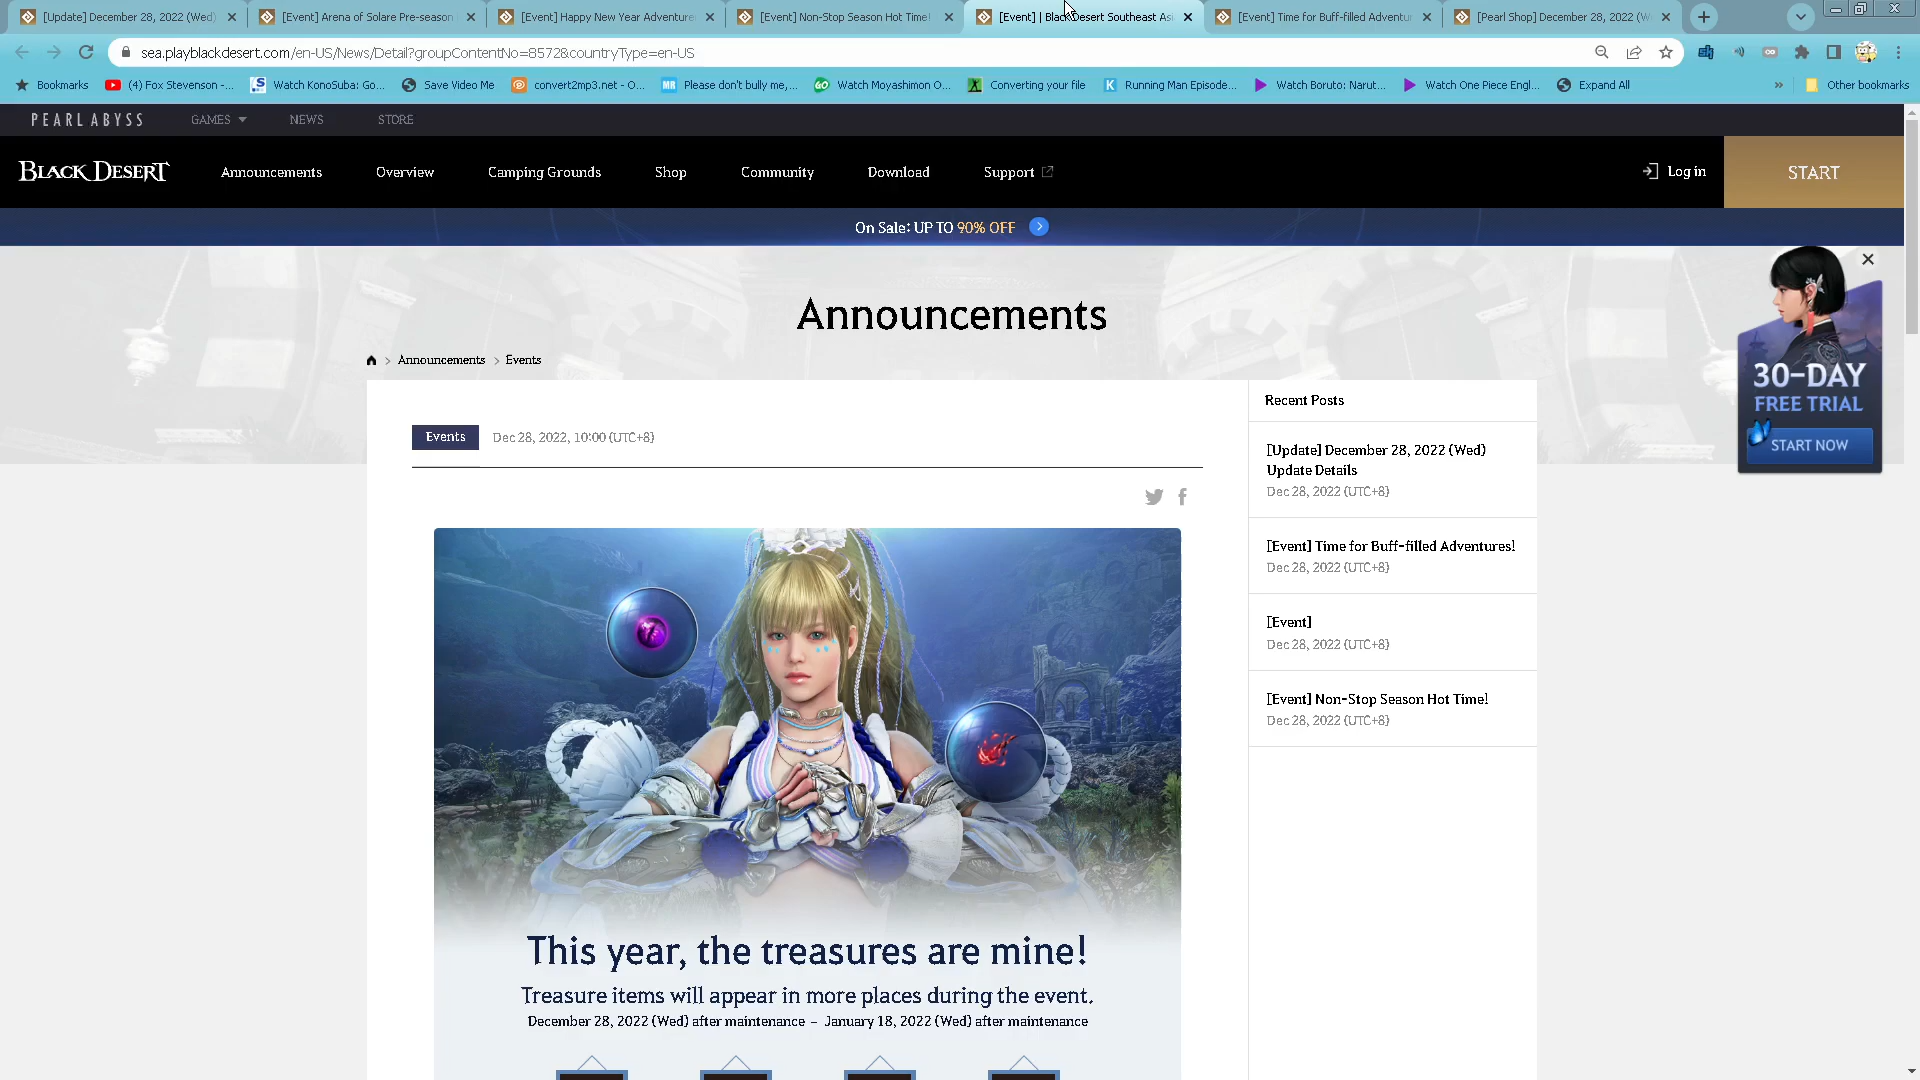 [Update] December 28, 2022 (Wed)
[Event] Arena of Solare Pre-season
[Event] Happy New Year Adventure
[Event] Non-Stop Season Hot Time!
[Event] | Black Desert Southeast Asi
[Event] Time for Buff-filled Adventu
[Pearl Shop] December 28, 2022 (W
sea.playblackdesert.com/en-US/News/Detail?groupContentNo=8572&countryType=en-US
Bookmarks
(4) Fox Stevenson -...
Watch KonoSuba: Go...
Save Video Me
convert2mp3.net - O...
Please don't bully me,...
Watch Moyashimon O...
Converting your file
Running Man Episode...
Watch Boruto: Narut...
Watch One Piece Engl...
Expand All
»
Other bookmarks
PEARL ABYSS
GAMES
NEWS
STORE
BLACK DESERT
Announcements
Overview
Camping Grounds
Shop
Community
Download
Support
Log in
START
On Sale: UP TO 90% OFF
Announcements
Announcements
Events
30-DAY
FREE TRIAL
START NOW
Events
Dec 28, 2022, 10:00 (UTC+8)
Recent Posts
[Update] December 28, 2022 (Wed)
Update Details
Dec 28, 2022 (UTC+8)
[Event] Time for Buff-filled Adventures!
Dec 28, 2022 (UTC+8)
[Event]
Dec 28, 2022 (UTC+8)
[Event] Non-Stop Season Hot Time!
Dec 28, 2022 (UTC+8)
This year, the treasures are mine!
Treasure items will appear in more places during the event.
December 28, 2022 (Wed) after maintenance – January 18, 2022 (Wed) after maintenance